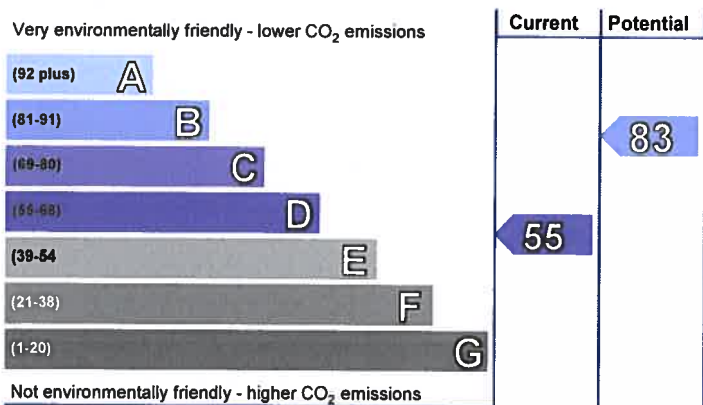 Very environmentally friendly - lower CO₂ emissions
Current
Potential
(92 plus) A
(81-91) B
83
(69-80) C
(55-68) D
55
(39-54 E
(21-38) F
(1-20) G
Not environmentally friendly - higher CO₂ emissions